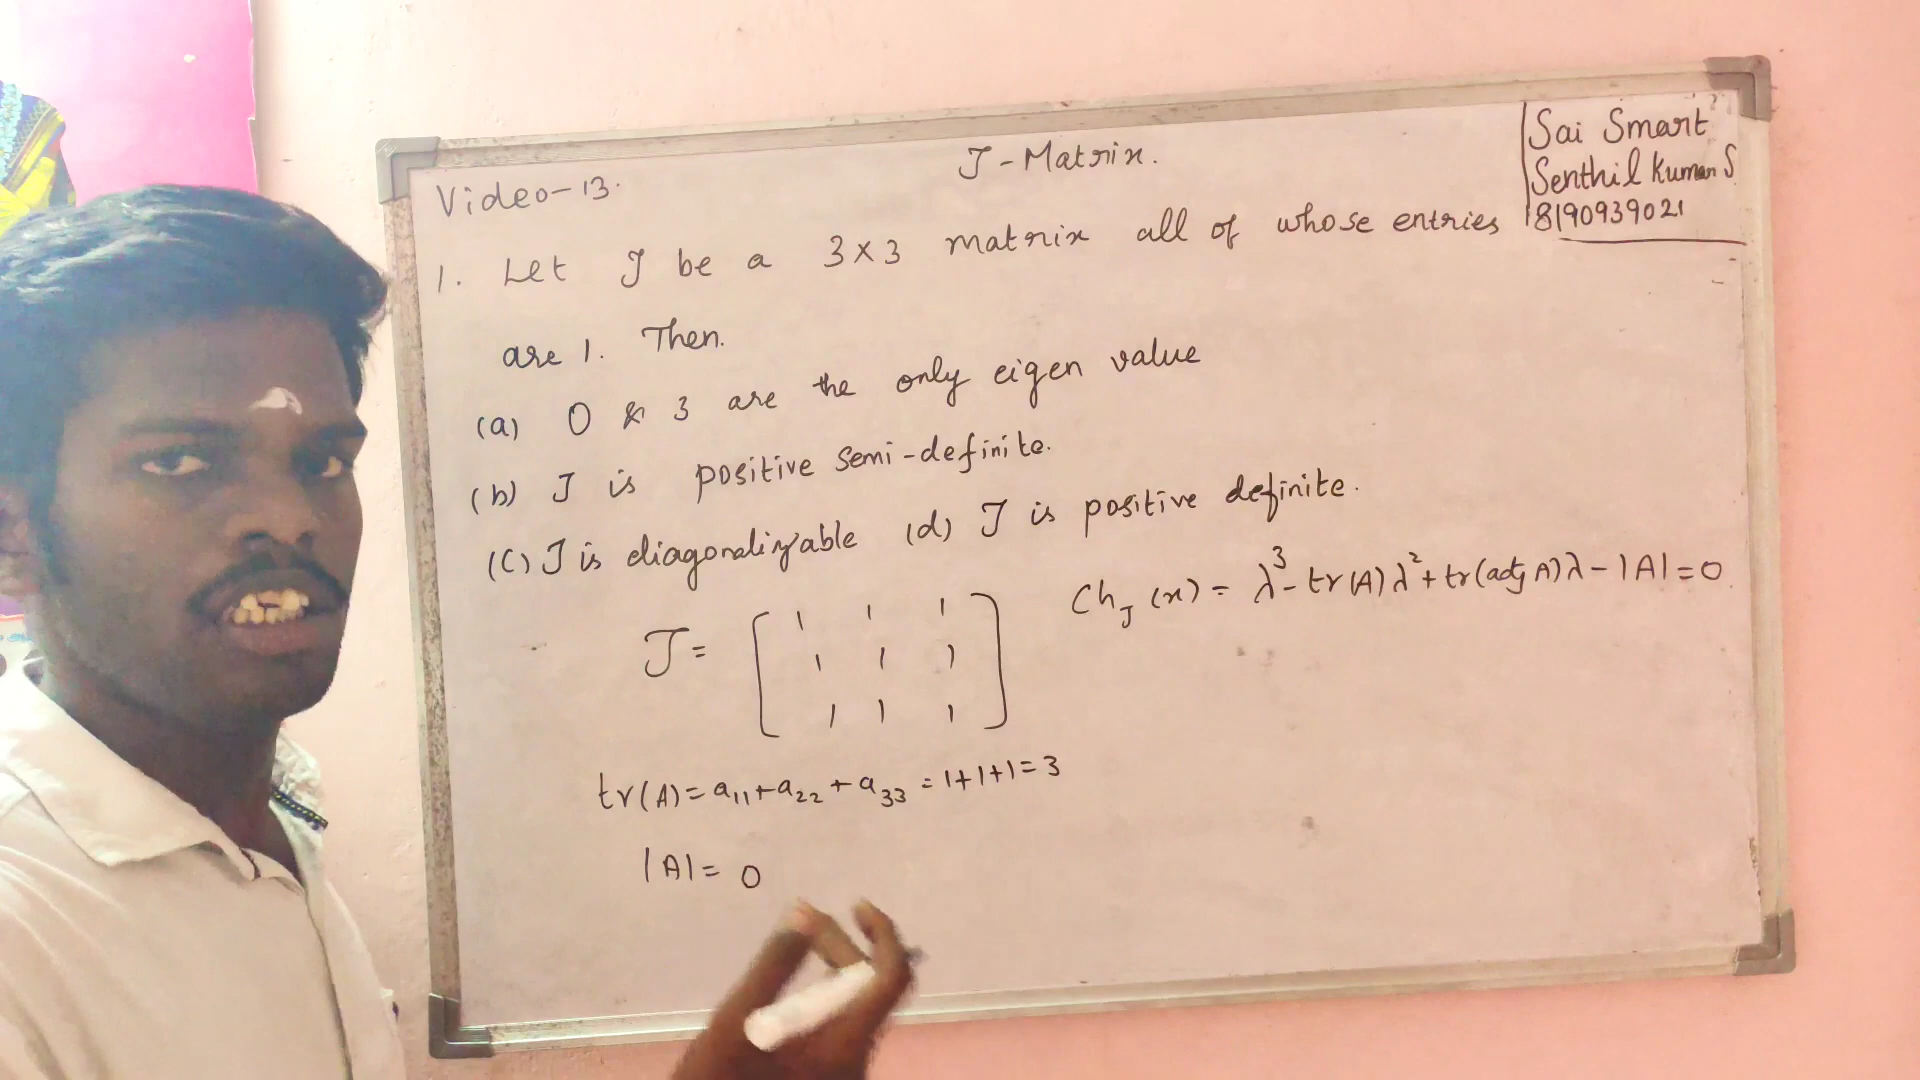 J-Matrix.
Sai Smart
Senthil Kumar S
8190939021
Video-13.
1. Let J be a 3×3 matrix all of whose entries
are 1. Then.
(a) 0 & 3 are the only eigen value
(b) J is positive Semi-definite.
(c) J is diagonalizable (d) J is positive definite.
Ch_J (x) = λ³ - tr(A)λ² + tr(adj A)λ - |A| = 0
J = [ 1 1 1
1 1 1
1 1 1 ]
tr(A) = a₁₁ + a₂₂ + a₃₃ = 1+1+1 = 3
|A| = 0